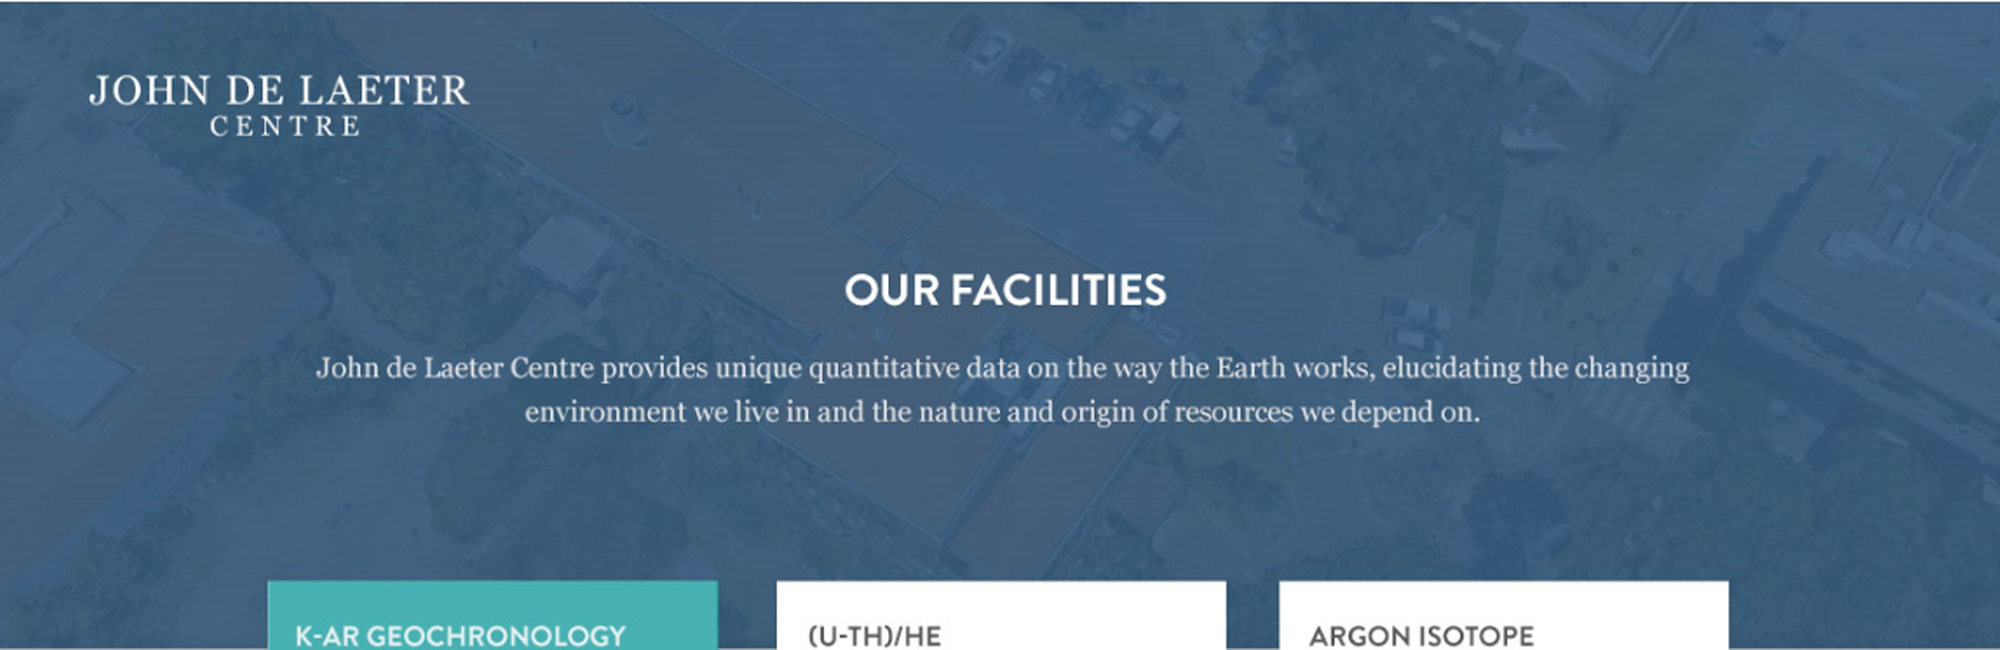 JOHN DE LAETER
CENTRE
OUR FACILITIES
John de Laeter Centre provides unique quantitative data on the way the Earth works, elucidating the changing
environment we live in and the nature and origin of resources we depend on.
K-AR GEOCHRONOLOGY
(U-TH)/HE
ARGON ISOTOPE